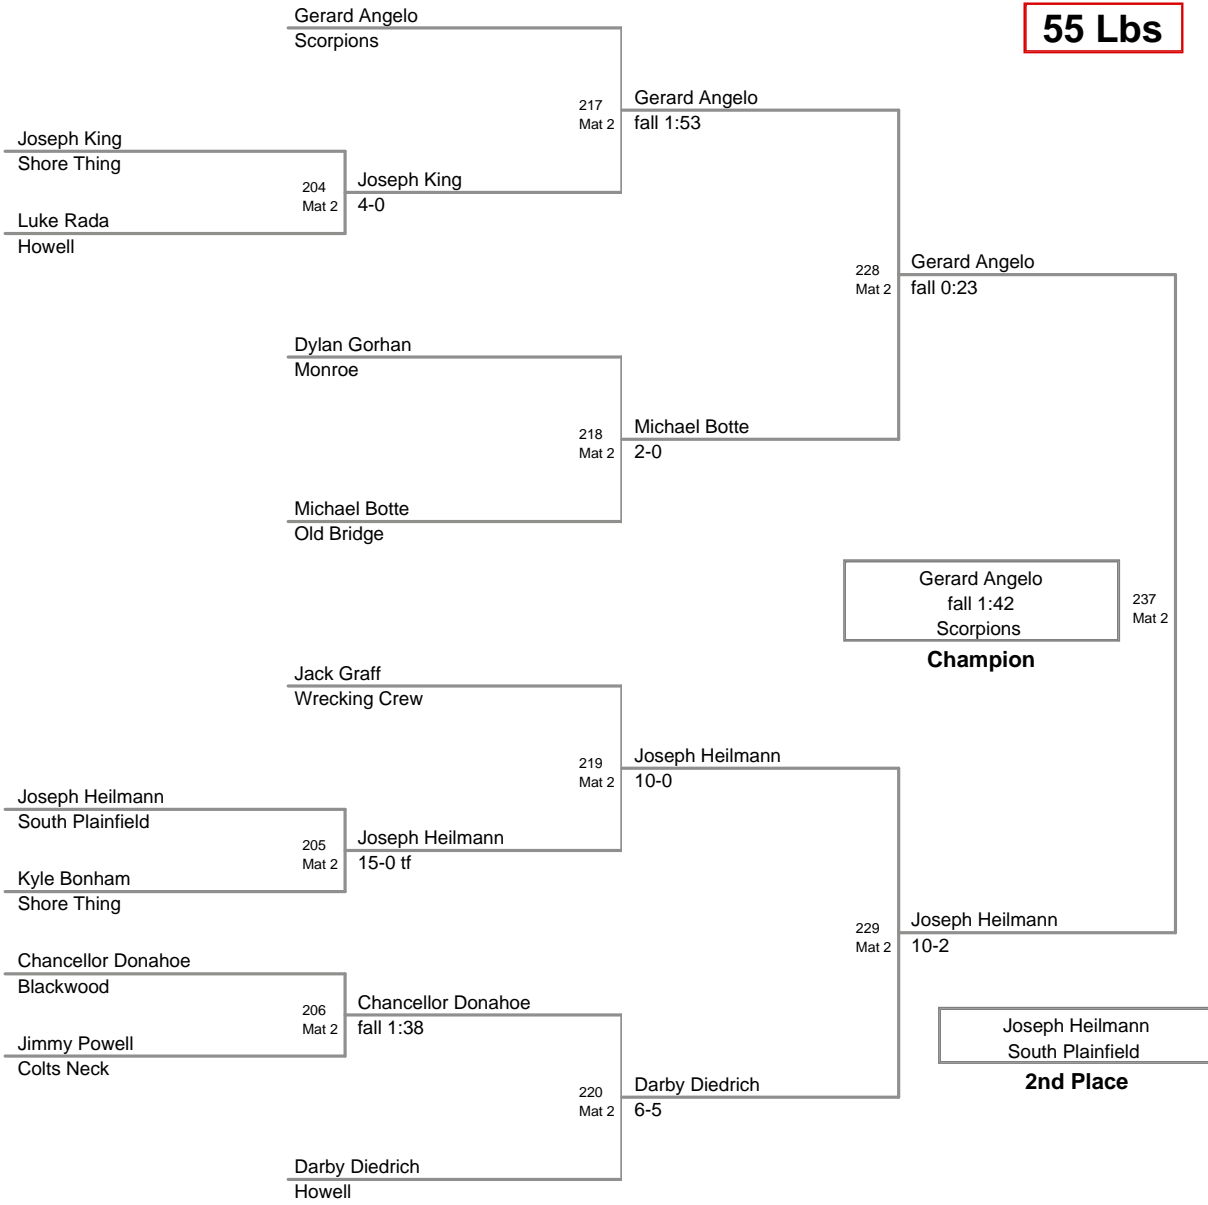 Gerard Angelo
Scorpions
55 Lbs
217
Mat 2
Gerard Angelo
fall 1:53
Joseph King
Shore Thing
204
Mat 2
Joseph King
4-0
Luke Rada
Howell
228
Mat 2
Gerard Angelo
fall 0:23
Dylan Gorhan
Monroe
218
Mat 2
Michael Botte
2-0
Michael Botte
Old Bridge
Gerard Angelo
fall 1:42
Scorpions
Champion
237
Mat 2
Jack Graff
Wrecking Crew
219
Mat 2
Joseph Heilmann
10-0
Joseph Heilmann
South Plainfield
205
Mat 2
Joseph Heilmann
15-0 tf
Kyle Bonham
Shore Thing
229
Mat 2
Joseph Heilmann
10-2
Chancellor Donahoe
Blackwood
206
Mat 2
Chancellor Donahoe
fall 1:38
Jimmy Powell
Colts Neck
Joseph Heilmann
South Plainfield
2nd Place
220
Mat 2
Darby Diedrich
6-5
Darby Diedrich
Howell